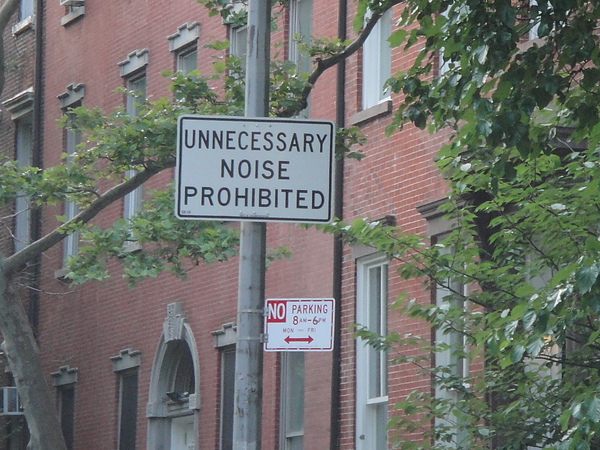 UNNECESSARY
NOISE
PROHIBITED
NO PARKING
8AM-6PM
MON - FRI